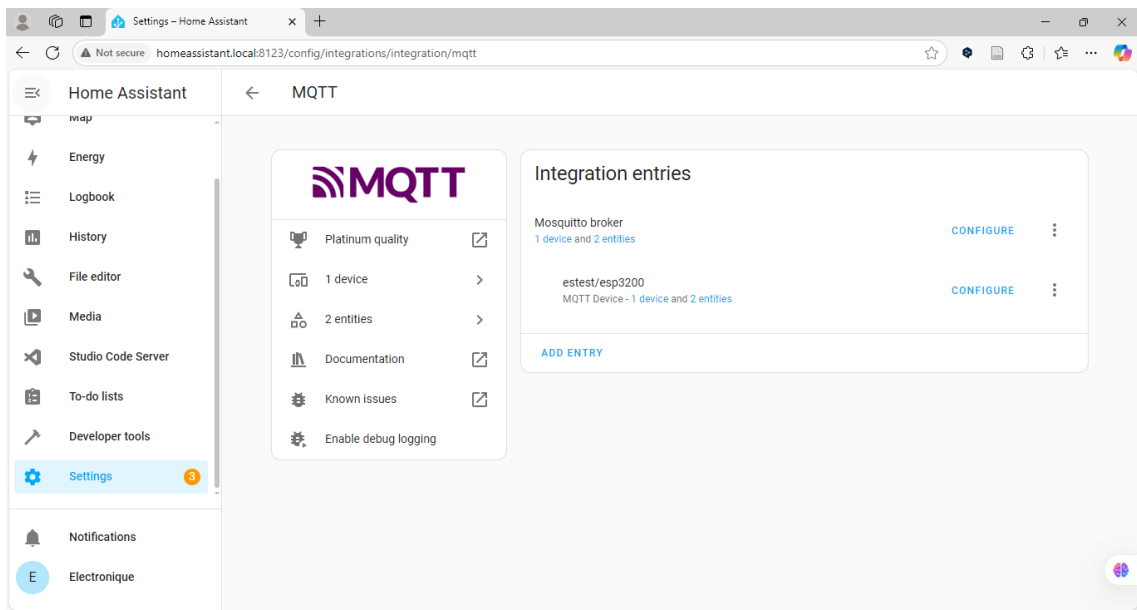 Settings – Home Assistant
Not secure homeassistant.local:8123/config/integrations/integration/mqtt
Home Assistant
MQTT
Map
Energy
Logbook
History
File editor
Media
Studio Code Server
To-do lists
Developer tools
Settings 3
Notifications
E Electronique
MQTT
Platinum quality
1 device
2 entities
Documentation
Known issues
Enable debug logging
Integration entries
Mosquitto broker
1 device and 2 entities
CONFIGURE
estest/esp3200
MQTT Device - 1 device and 2 entities
CONFIGURE
ADD ENTRY